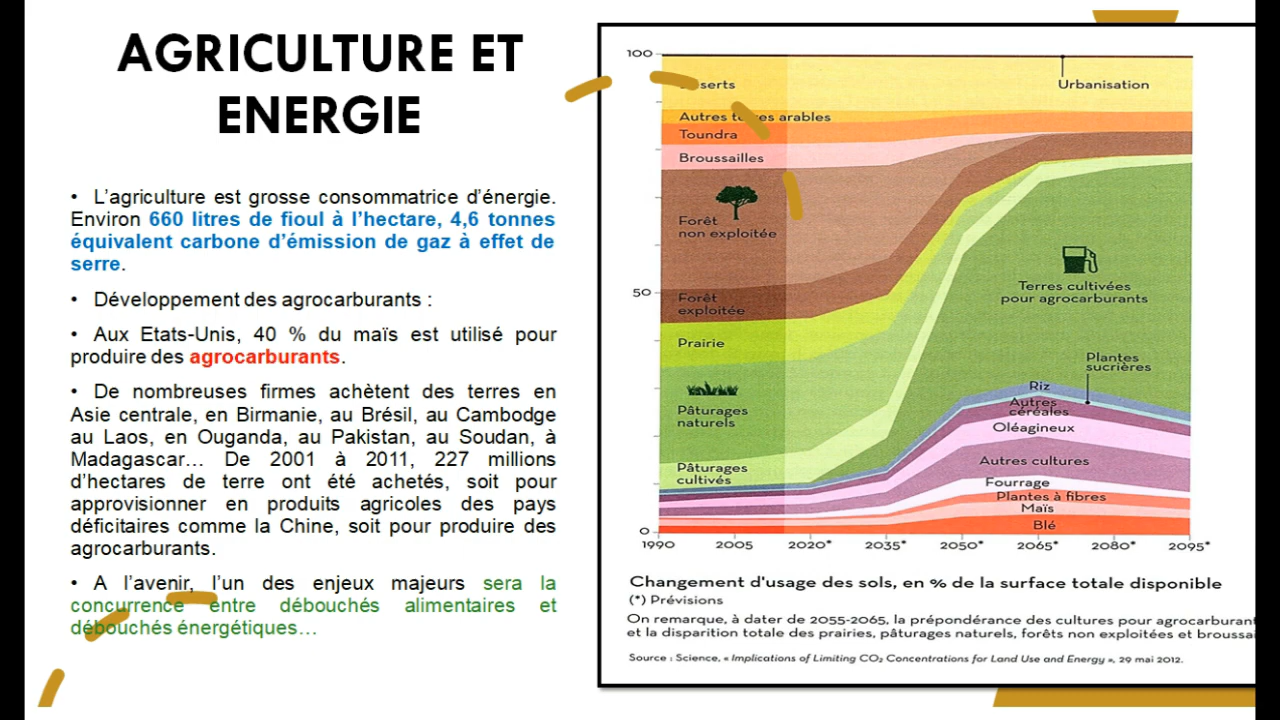 AGRICULTURE ET
ENERGIE
• L’agriculture est grosse consommatrice d’énergie.
Environ 660 litres de fioul à l’hectare, 4,6 tonnes
équivalent carbone d’émission de gaz à effet de
serre.
• Développement des agrocarburants :
• Aux Etats-Unis, 40 % du maïs est utilisé pour
produire des agrocarburants.
• De nombreuses firmes achètent des terres en
Asie centrale, en Birmanie, au Brésil, au Cambodge
au Laos, en Ouganda, au Pakistan, au Soudan, à
Madagascar… De 2001 à 2011, 227 millions
d’hectares de terre ont été achetés, soit pour
approvisionner en produits agricoles des pays
déficitaires comme la Chine, soit pour produire des
agrocarburants.
• A l’avenir, l’un des enjeux majeurs sera la
concurrence entre débouchés alimentaires et
débouchés énergétiques…
100
Urbanisation
Autres terres arables
Toundra
Broussailles
Forêt
non exploitée
Terres cultivées
pour agrocarburants
50
Forêt
exploitée
Prairie
Plantes
sucrières
Riz
Pâturages
naturels
Autres
céréales
Oléagineux
Autres cultures
Pâturages
cultivés
Fourrage
Plantes à fibres
Maïs
Blé
0
1990 2005 2020* 2035* 2050* 2065* 2080* 2095*
Changement d'usage des sols, en % de la surface totale disponible
(*) Prévisions
On remarque, à dater de 2055-2065, la prépondérance des cultures pour agrocarburant
et la disparition totale des prairies, pâturages naturels, forêts non exploitées et broussai
Source : Science, « Implications of Limiting CO₂ Concentrations for Land Use and Energy », 29 mai 2012.